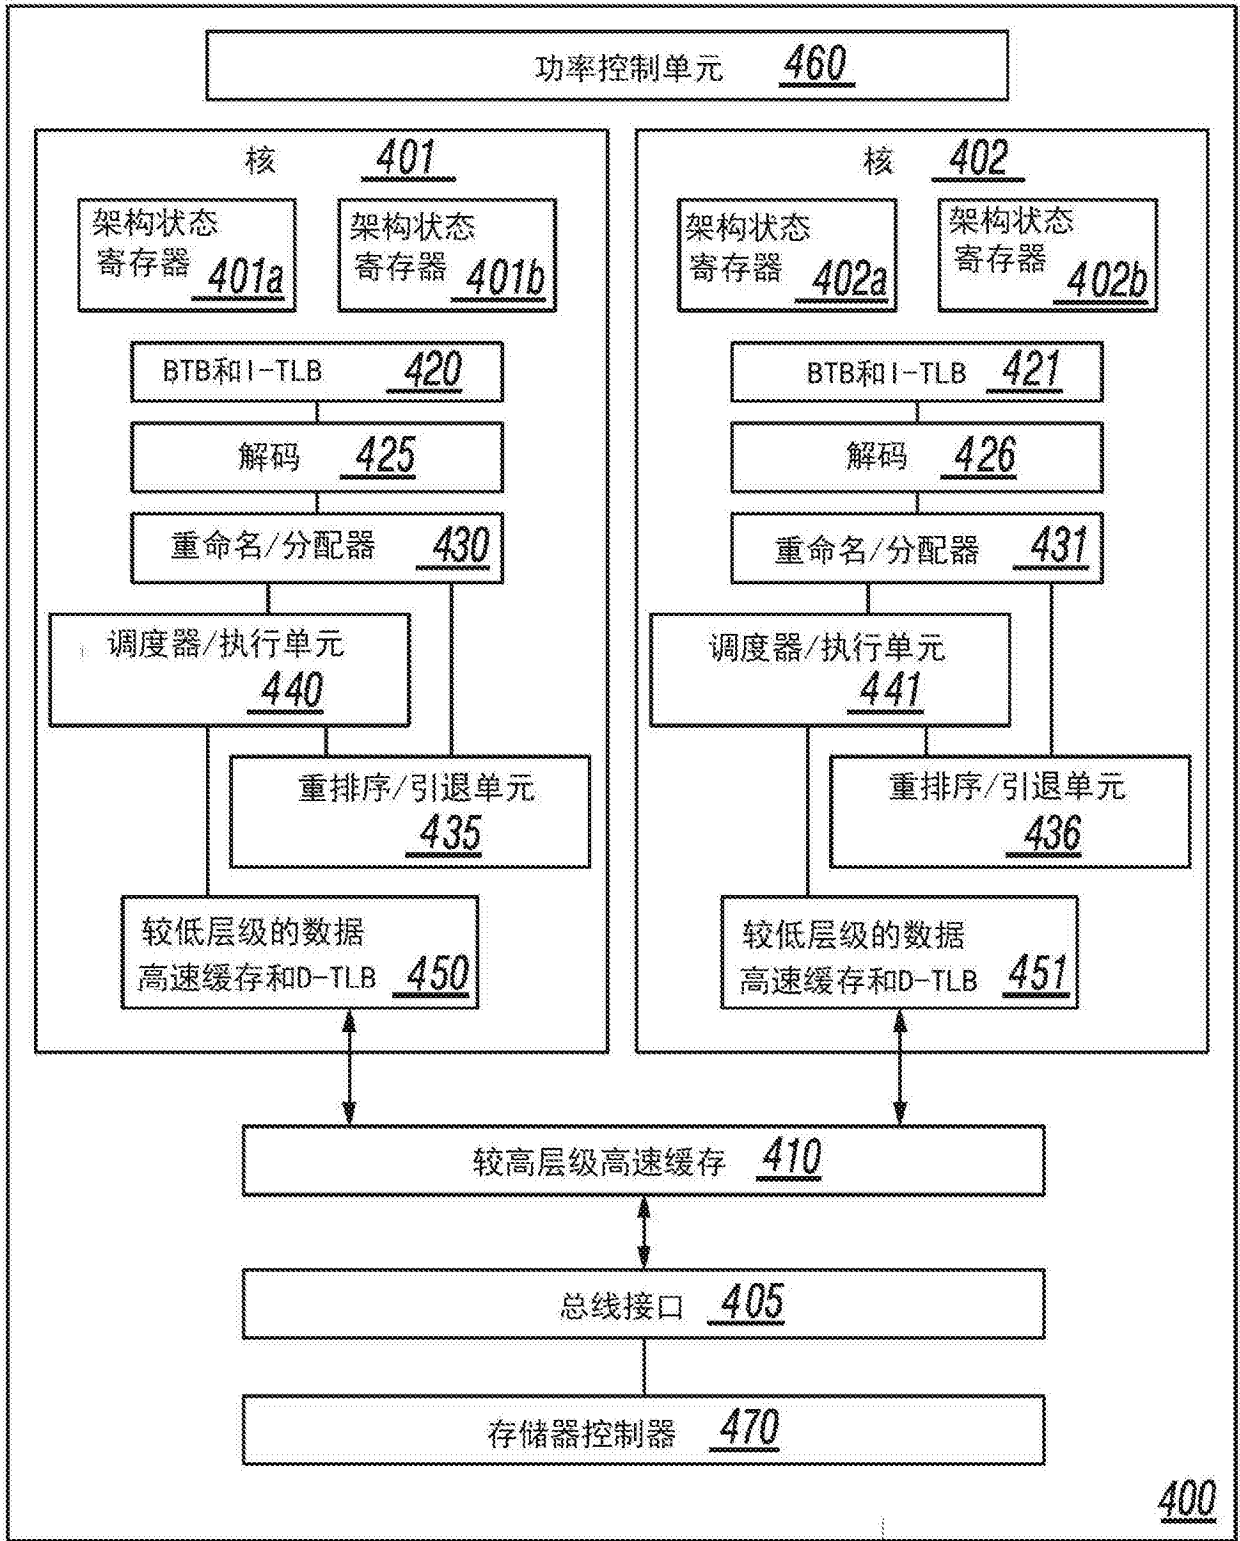 功率控制单元 460
核 401
架构状态
寄存器 401a
架构状态
寄存器 401b
BTB和I-TLB 420
解码 425
重命名/分配器 430
调度器/执行单元
440
重排序/引退单元
435
较低层级的数据
高速缓存和D-TLB 450
核 402
架构状态
寄存器 402a
架构状态
寄存器 402b
BTB和I-TLB 421
解码 426
重命名/分配器 431
调度器/执行单元
441
重排序/引退单元
436
较低层级的数据
高速缓存和D-TLB 451
较高层级高速缓存 410
总线接口 405
存储器控制器 470
400